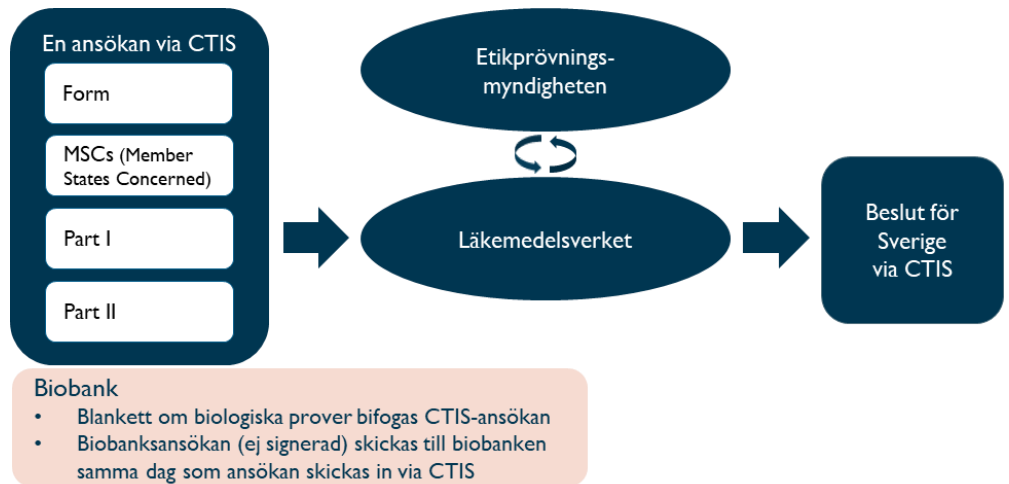 En ansökan via CTIS
Form
MSCs (Member
States Concerned)
Part I
Part II
Etikprövnings-
myndigheten
Läkemedelsverket
Beslut för
Sverige
via CTIS
Biobank
• Blankett om biologiska prover bifogas CTIS-ansökan
• Biobanksansökan (ej signerad) skickas till biobanken
samma dag som ansökan skickas in via CTIS